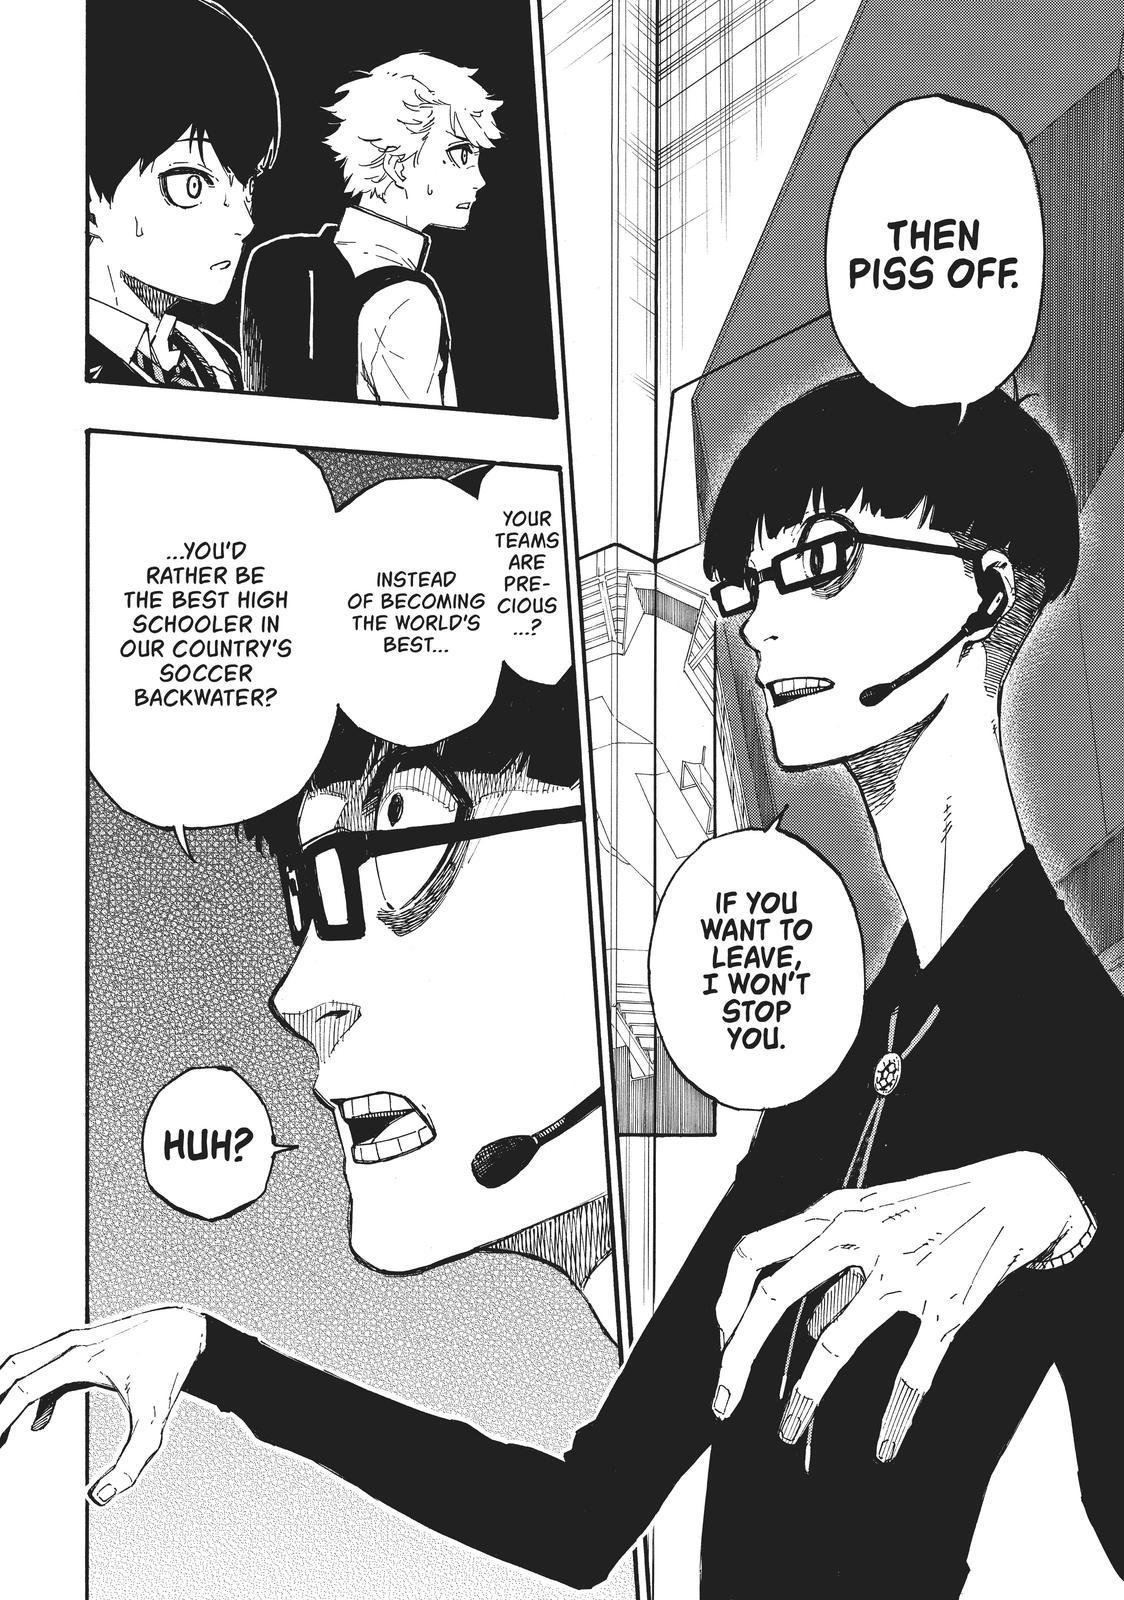 THEN
PISS OFF.
IF YOU
WANT TO
LEAVE,
I WON'T
STOP
YOU.
YOUR
TEAMS
ARE
PRE-
CIOUS
...?
INSTEAD
OF BECOMING
THE WORLD'S
BEST...
...YOU'D
RATHER BE
THE BEST HIGH
SCHOOLER IN
OUR COUNTRY'S
SOCCER
BACKWATER?
HUH?